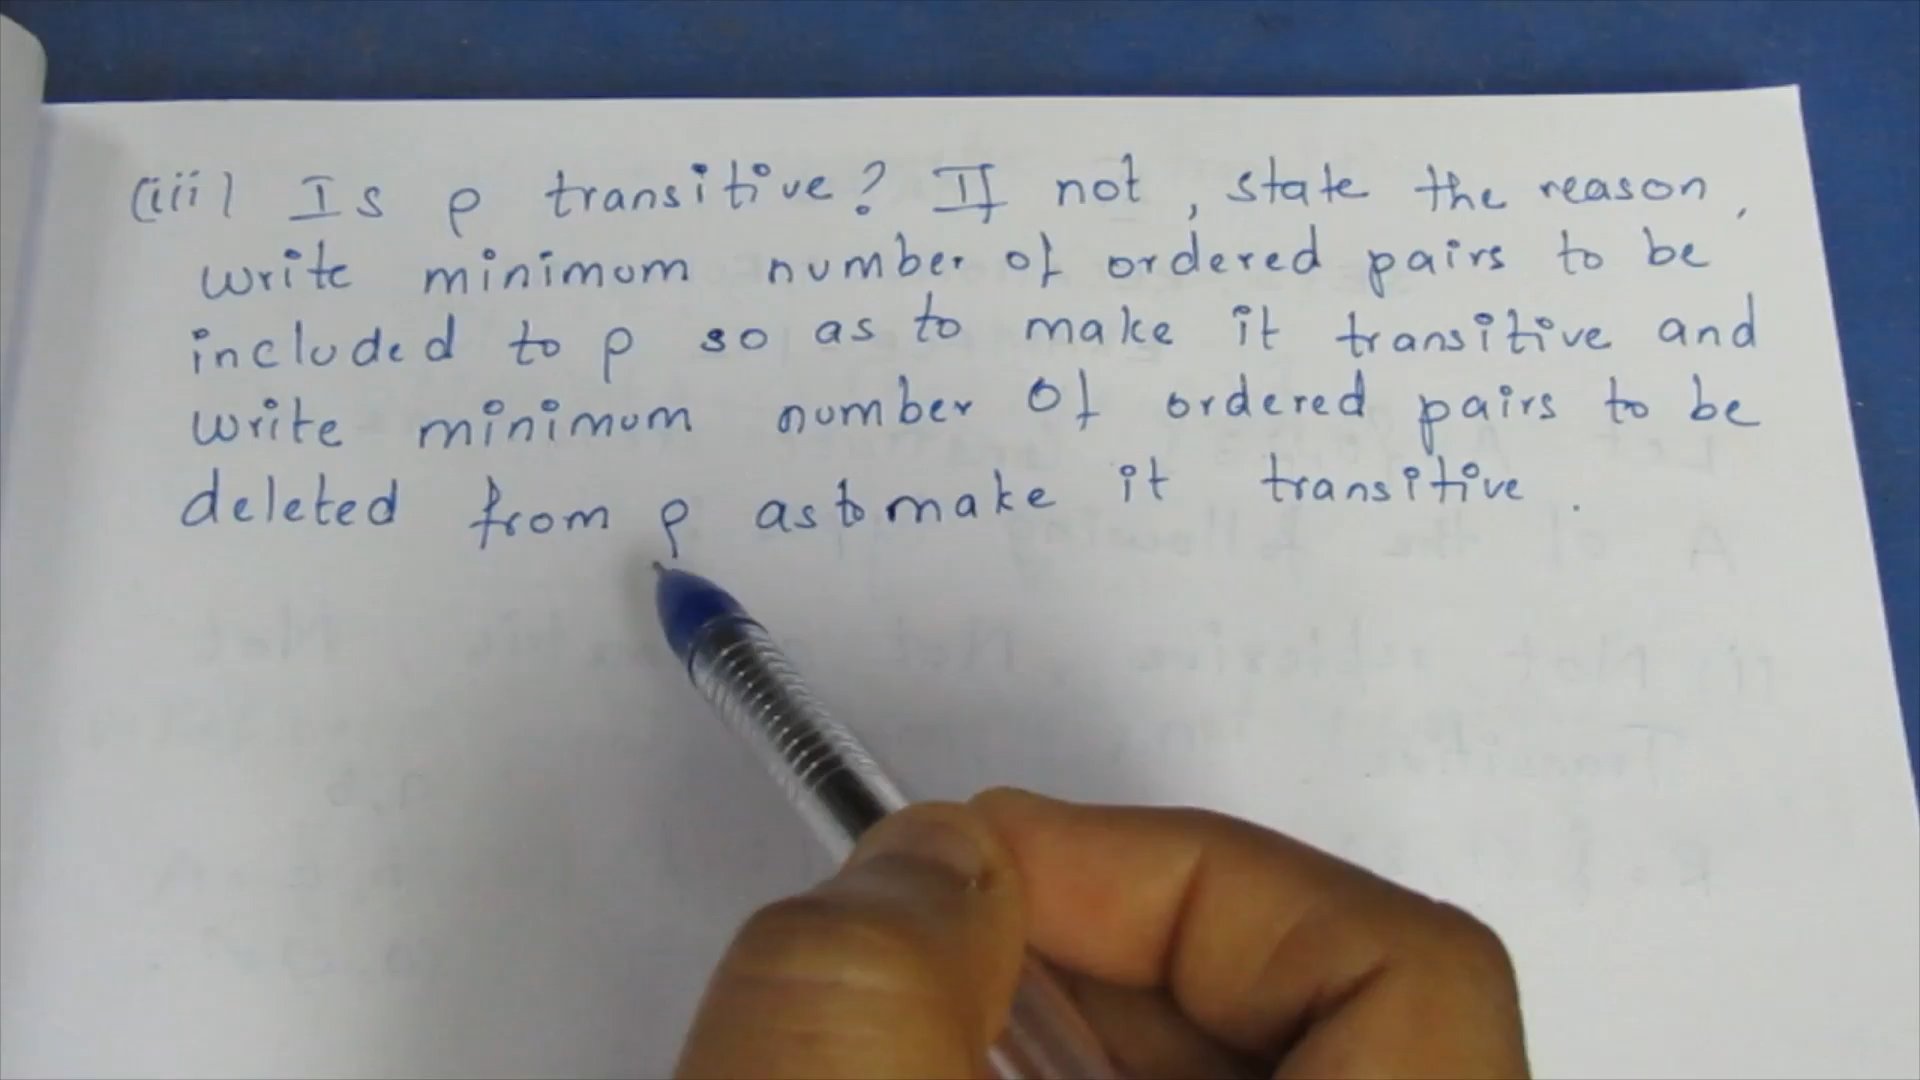 (iii) Is ρ transitive? If not, state the reason,
write minimum number of ordered pairs to be
included to ρ so as to make it transitive and
write minimum number of ordered pairs to be
deleted from ρ as to make it transitive.